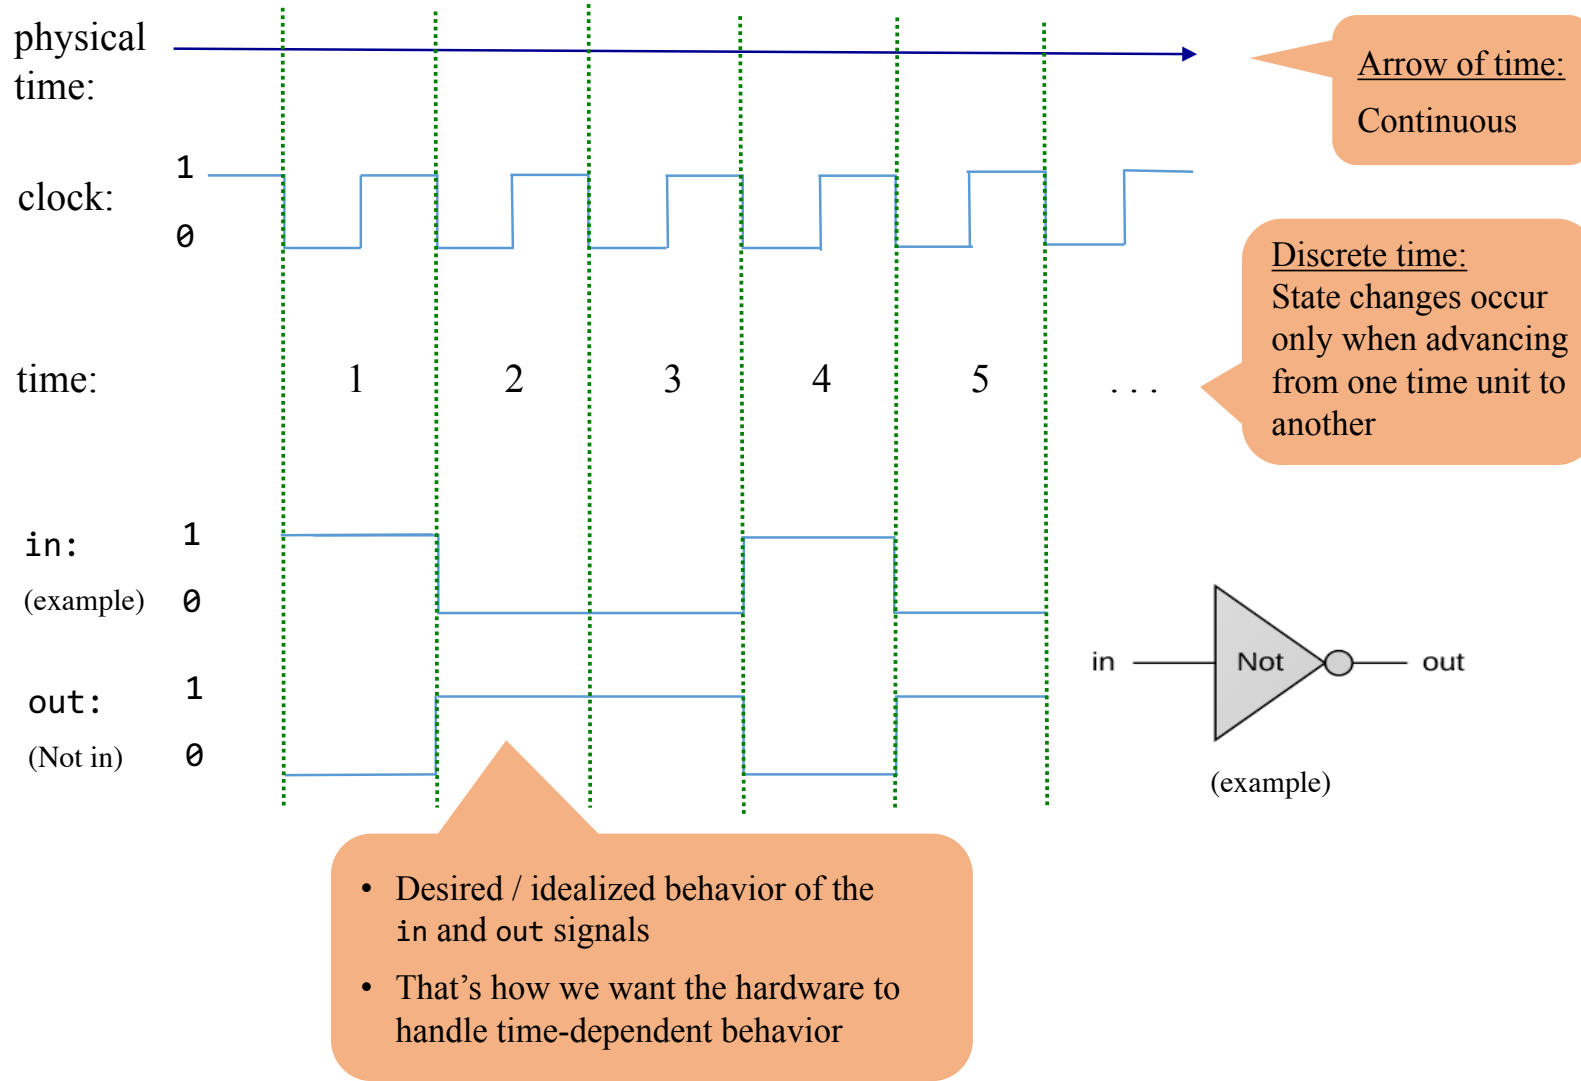 physical
time:
Arrow of time:
Continuous
clock:
1
0
Discrete time:
State changes occur
only when advancing
from one time unit to
another
time:
1 2 3 4 5 . . .
in:
(example)
1
0
out:
(Not in)
1
0
in Not out
(example)
• Desired / idealized behavior of the
in and out signals
• That’s how we want the hardware to
handle time-dependent behavior